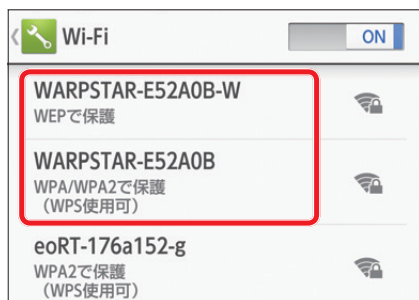 Wi-Fi
ON
WARPSTAR-E52A0B-W
WEPで保護
WARPSTAR-E52A0B
WPA/WPA2で保護
（WPS使用可）
eoRT-176a152-g
WPA2で保護
（WPS使用可）